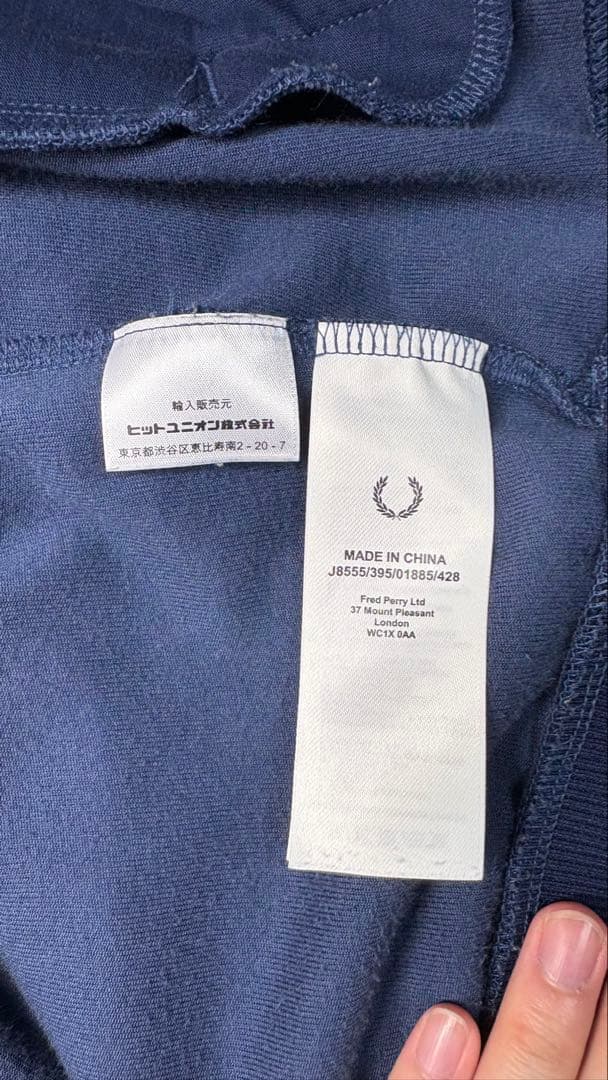 輸入販売元
ヒットユニオン株式会社
東京都渋谷区恵比寿南2-20-7
MADE IN CHINA
J8555/395/01885/428
Fred Perry Ltd
37 Mount Pleasant
London
WC1X 0AA